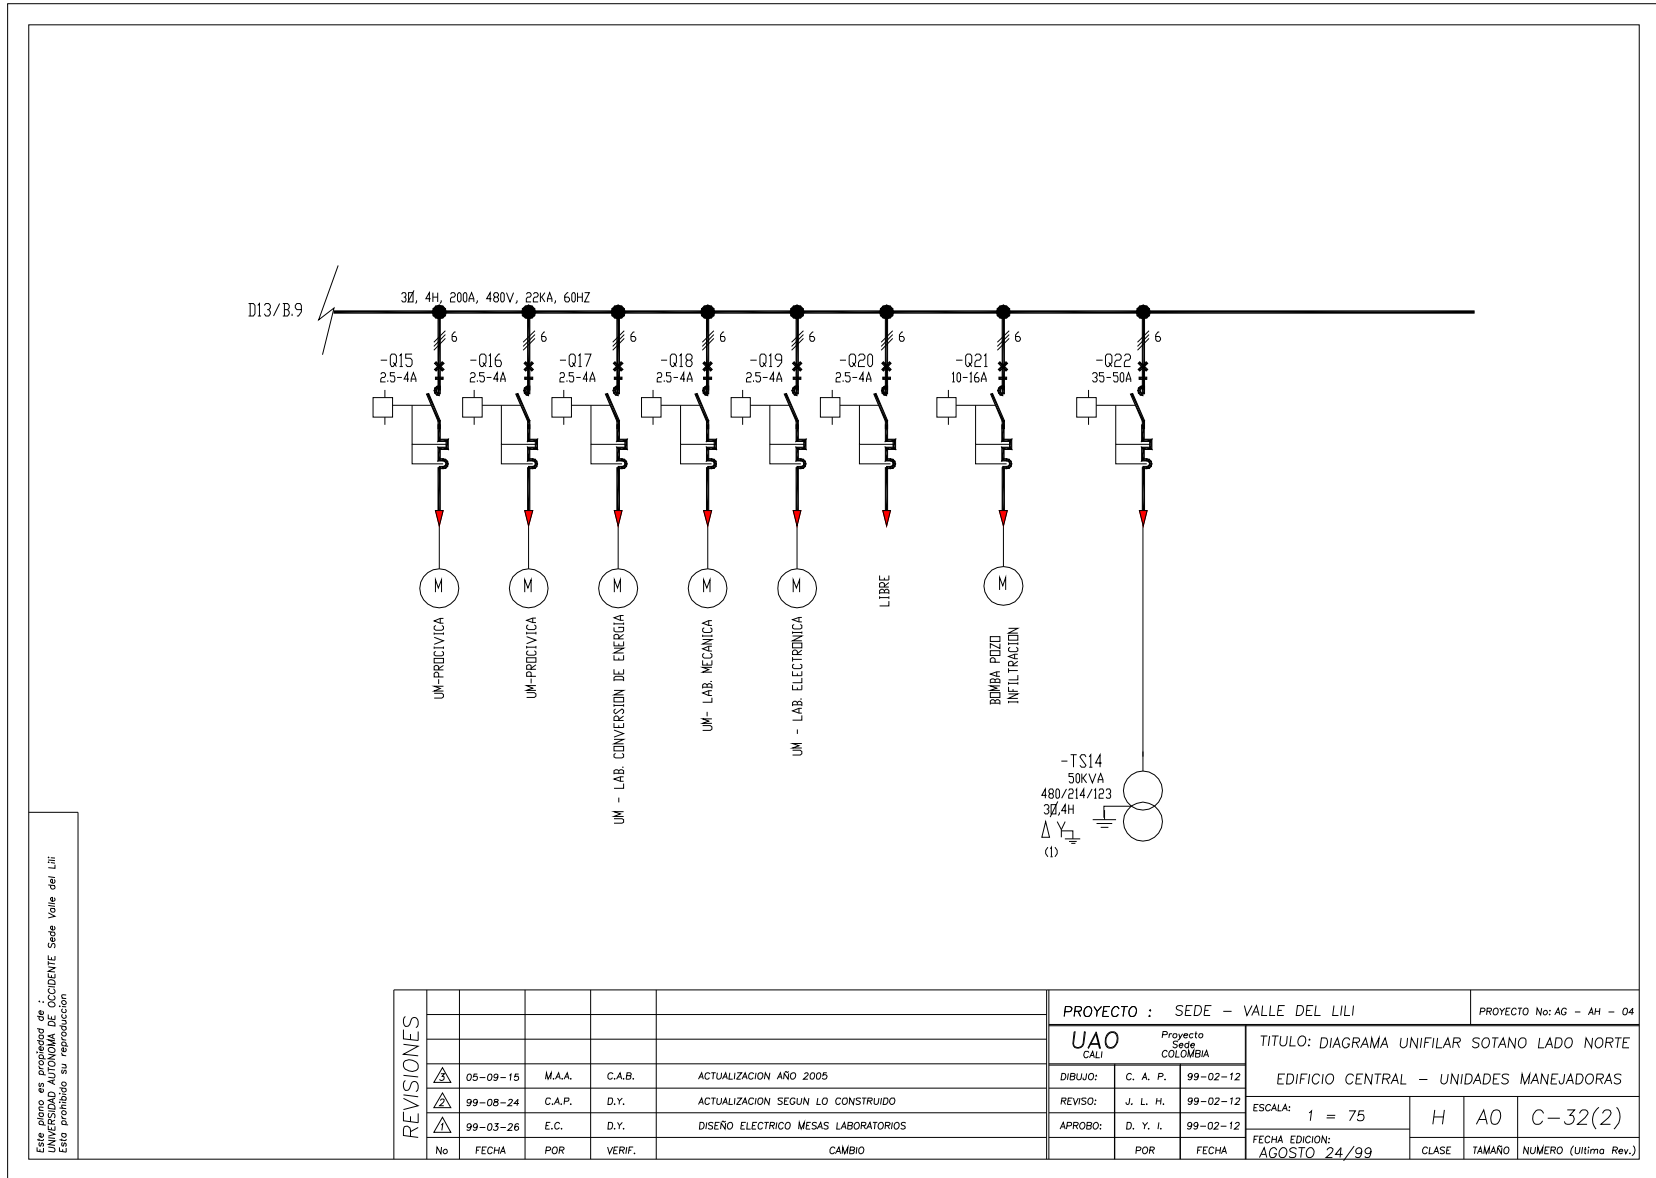 D13/B.9
3Ø, 4H, 200A, 480V, 22KA, 60HZ
6
6
6
6
6
6
6
6
-Q15
2.5-4A
-Q16
2.5-4A
-Q17
2.5-4A
-Q18
2.5-4A
-Q19
2.5-4A
-Q20
2.5-4A
-Q21
10-16A
-Q22
35-50A
M
M
M
M
M
M
UM-PROCIVICA
UM-PROCIVICA
UM - LAB. CONVERSION DE ENERGIA
UM- LAB. MECANICA
UM - LAB. ELECTRONICA
LIBRE
BOMBA POZO
INFILTRACION
-TS14
50KVA
480/214/123
3Ø,4H
Δ Y
(1)
Este plano es propiedad de :
UNIVERSIDAD AUTONOMA DE OCCIDENTE Sede Valle del Lili
Esta prohibido su reproduccion
REVISIONES
3 05-09-15 M.A.A. C.A.B. ACTUALIZACION AÑO 2005
2 99-08-24 C.A.P. D.Y. ACTUALIZACION SEGUN LO CONSTRUIDO
1 99-03-26 E.C. D.Y. DISEÑO ELECTRICO MESAS LABORATORIOS
No FECHA POR VERIF. CAMBIO
PROYECTO : SEDE - VALLE DEL LILI
PROYECTO No: AG - AH - 04
UAO
CALI
Proyecto
Sede
COLOMBIA
DIBUJO: C. A. P. 99-02-12
REVISO: J. L. H. 99-02-12
APROBO: D. Y. I. 99-02-12
POR FECHA
TITULO: DIAGRAMA UNIFILAR SOTANO LADO NORTE
EDIFICIO CENTRAL - UNIDADES MANEJADORAS
ESCALA: 1 = 75
FECHA EDICION:
AGOSTO 24/99
H A0 C-32(2)
CLASE TAMAÑO NUMERO (Ultima Rev.)